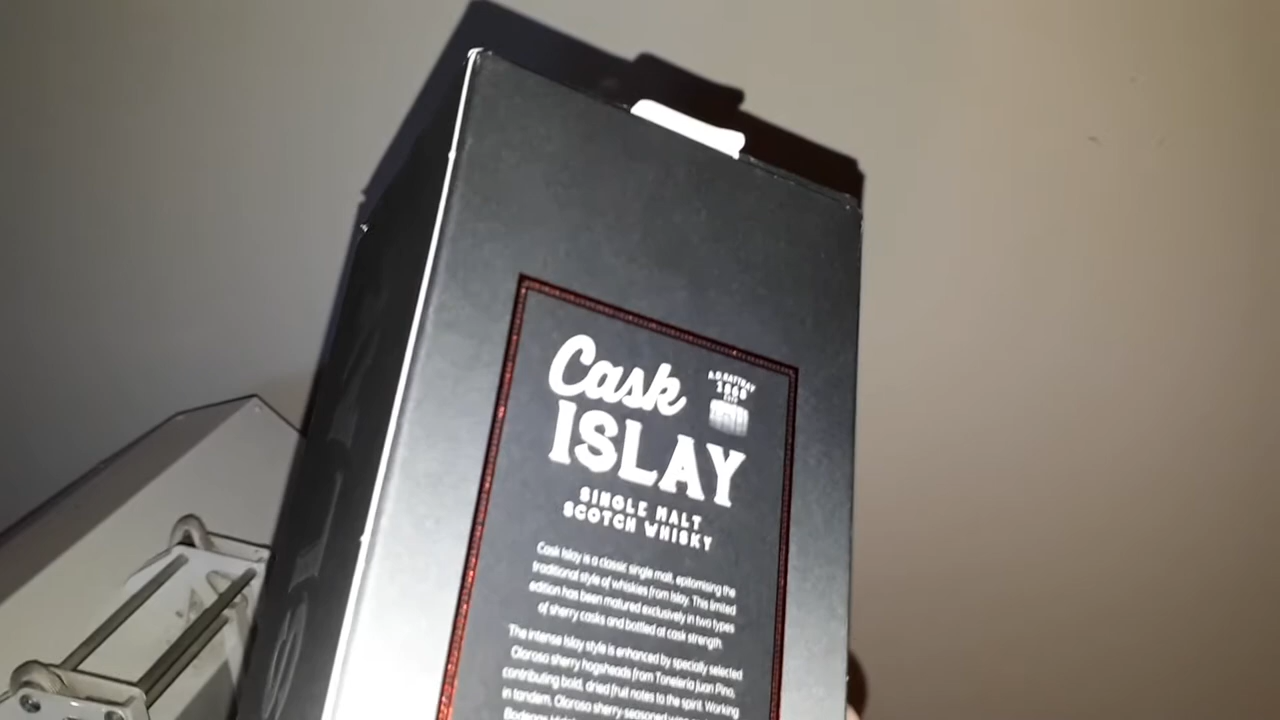 Cask
A.D RATTRAY
1868
ISLAY
SINGLE MALT
SCOTCH WHISKY
Cask Islay is a classic single malt, epitomising the
traditional style of whiskies from Islay. This limited
edition has been matured exclusively in two types
of sherry casks and bottled at cask strength.
The intense Islay style is enhanced by specially selected
Oloroso sherry hogsheads from Tonelería Juan Pino,
contributing bold, dried fruit notes to the spirit. Working
in tandem, Oloroso sherry seasoned
Bodegas